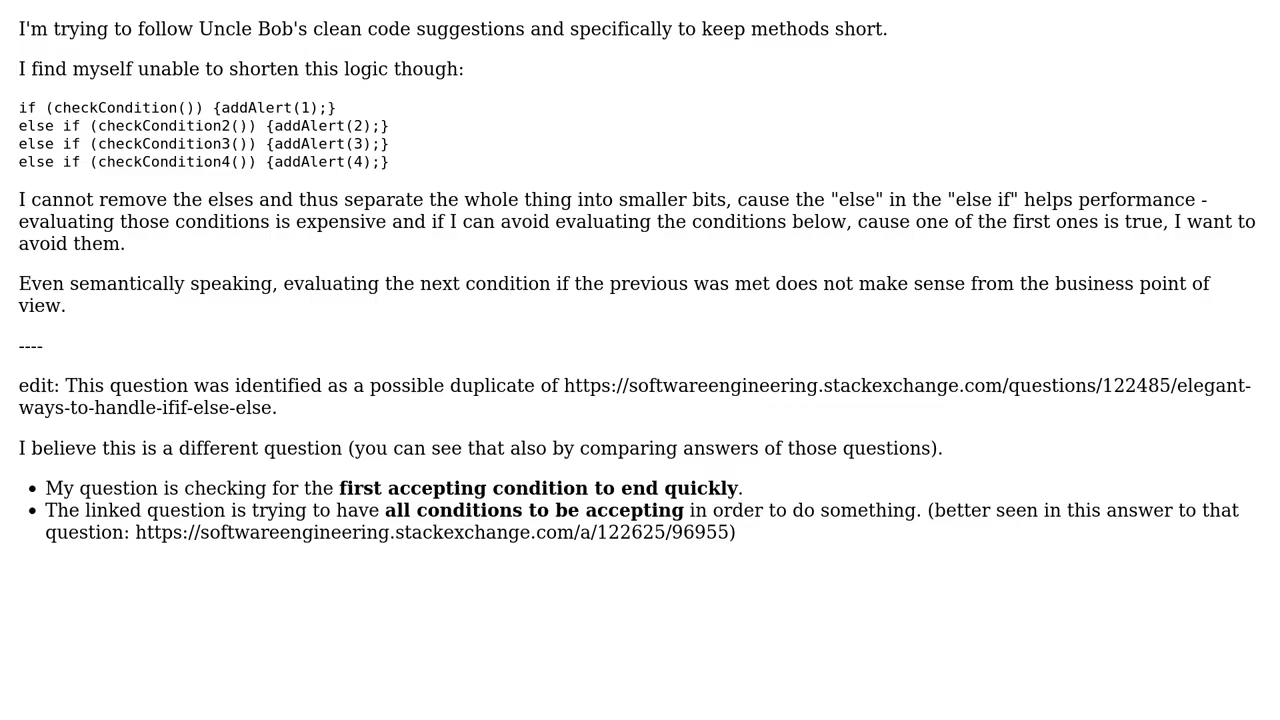 I'm trying to follow Uncle Bob's clean code suggestions and specifically to keep methods short.
I find myself unable to shorten this logic though:
if (checkCondition()) {addAlert(1);}
else if (checkCondition2()) {addAlert(2);}
else if (checkCondition3()) {addAlert(3);}
else if (checkCondition4()) {addAlert(4);}
I cannot remove the elses and thus separate the whole thing into smaller bits, cause the "else" in the "else if" helps performance -
evaluating those conditions is expensive and if I can avoid evaluating the conditions below, cause one of the first ones is true, I want to
avoid them.
Even semantically speaking, evaluating the next condition if the previous was met does not make sense from the business point of
view.
----
edit: This question was identified as a possible duplicate of https://softwareengineering.stackexchange.com/questions/122485/elegant-
ways-to-handle-ifif-else-else.
I believe this is a different question (you can see that also by comparing answers of those questions).
• My question is checking for the first accepting condition to end quickly.
• The linked question is trying to have all conditions to be accepting in order to do something. (better seen in this answer to that
question: https://softwareengineering.stackexchange.com/a/122625/96955)